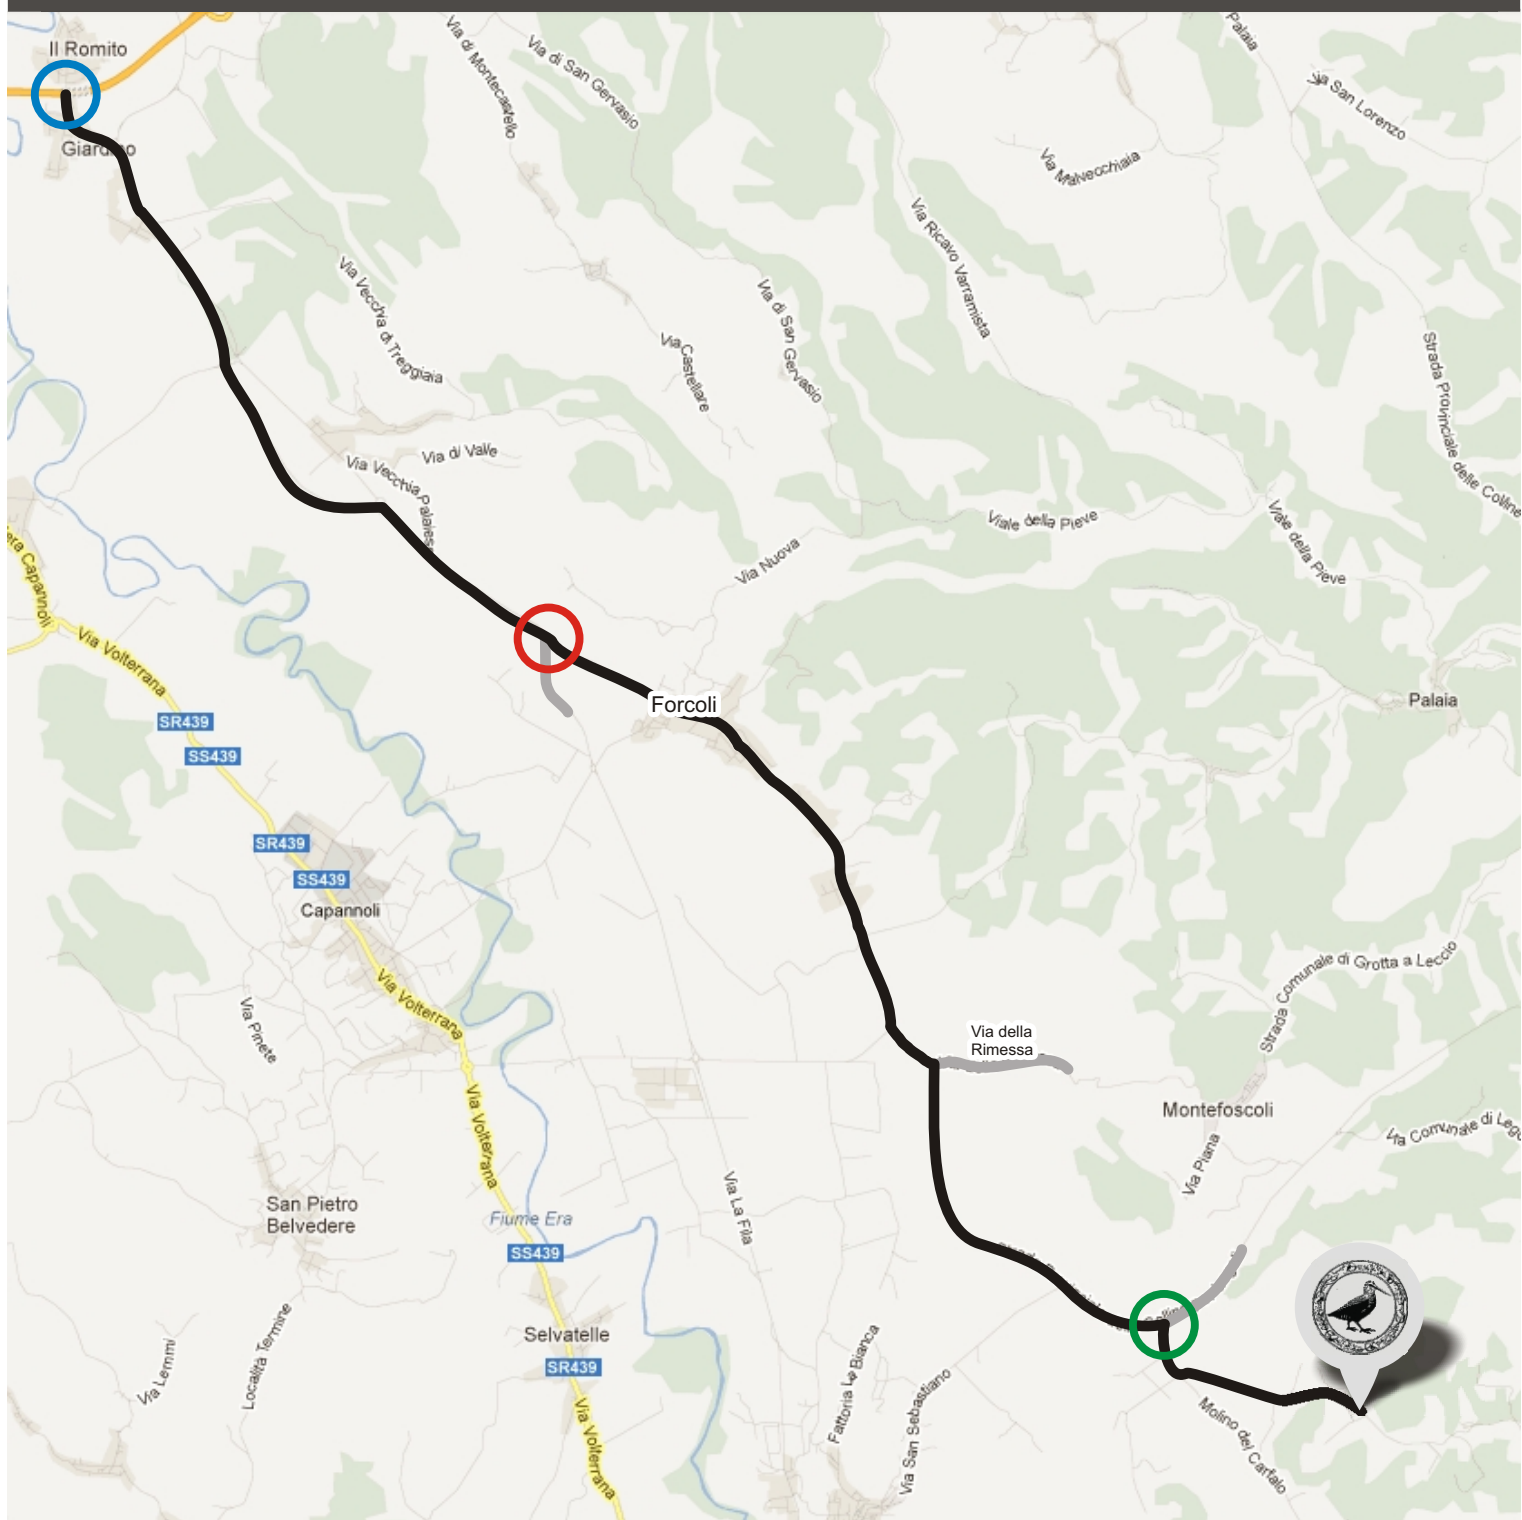 Il Romito
Giardino
Via di Montecastello
Via di San Gervasio
Palaia
Via San Lorenzo
Via Malvecchiaia
Via Ricavo Varramista
Via Vecchia di Treggiaia
Via di San Gervasio
Via Castellare
Strada Provinciale delle Colline
Via di Valle
Via Vecchia Palaiese
Viale della Pieve
Viale della Pieve
Via Nuova
era Capannoli
Via Volterrana
SR439
SS439
Forcoli
Palaia
SR439
SS439
Capannoli
Via Volterrana
Via Pinete
Strada Comunale di Grotta a Leccio
Via della
Rimessa
Montefoscoli
Via Comunale di Lego
Via Piana
Via Volterrana
Via La Fila
San Pietro
Belvedere
Fiume Era
SS439
Selvatelle
SR439
Via Lemmi
Località Termine
Via Volterrana
Fattoria La Bianca
Via San Sebastiano
Molino del Carfalo